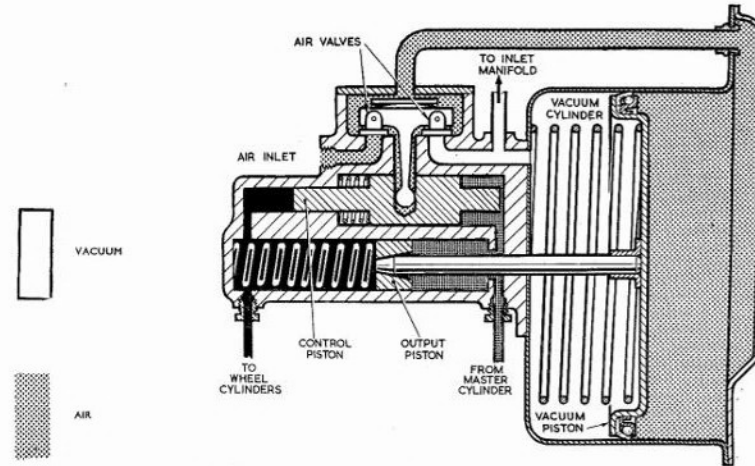 AIR VALVES
TO INLET
MANIFOLD
VACUUM
CYLINDER
AIR INLET
VACUUM
CONTROL
PISTON
OUTPUT
PISTON
TO
WHEEL
CYLINDERS
FROM
MASTER
CYLINDER
VACUUM
PISTON
AIR